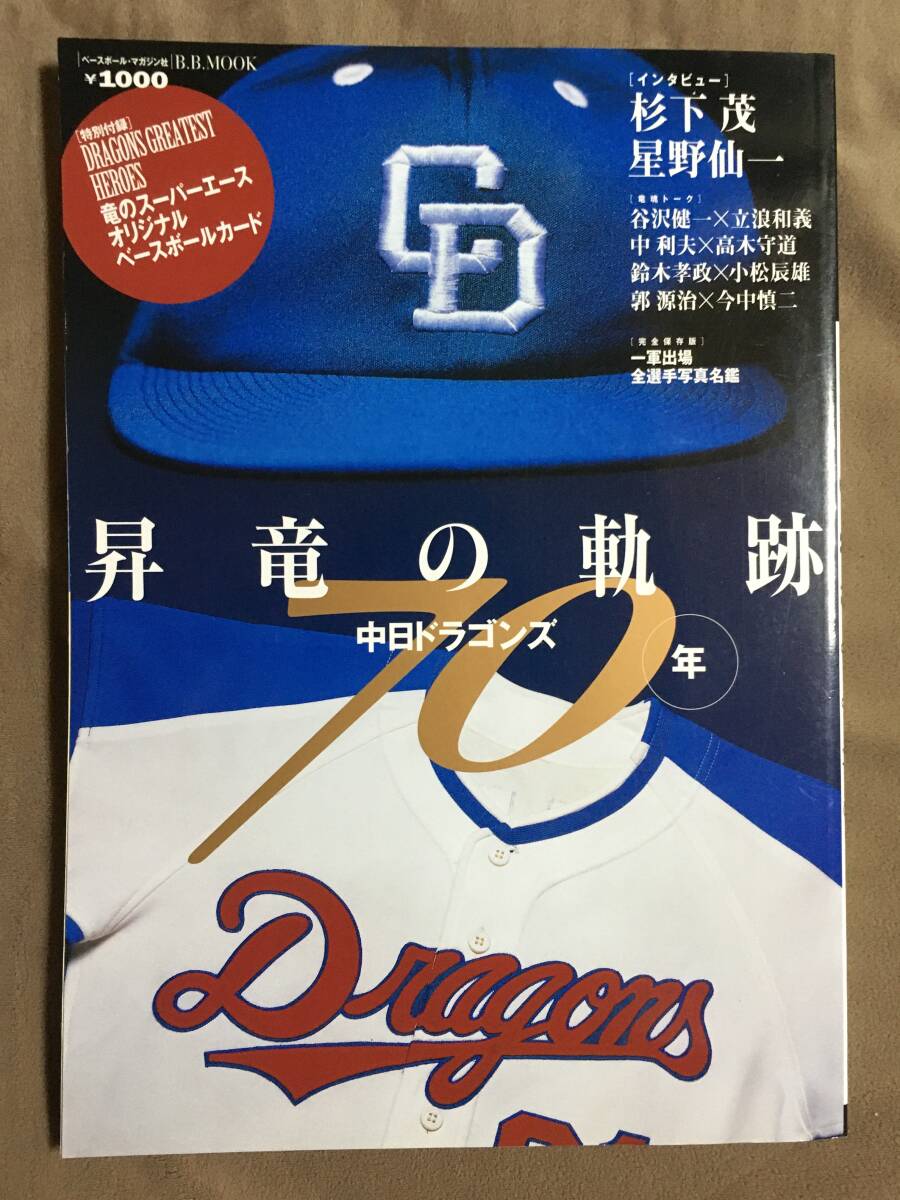 ベースボール・マガジン社 B.B.MOOK
¥1000
[特別付録]
DRAGONS GREATEST
HEROES
竜のスーパーエース
オリジナル
ベースボールカード
[インタビュー]
杉下 茂
星野仙一
[竜魂トーク]
谷沢健一×立浪和義
中 利夫×高木守道
鈴木孝政×小松辰雄
郭 源治×今中慎二
[完全保存版]
一軍出場
全選手写真名鑑
CD
昇竜の軌跡
70年
中日ドラゴンズ
Dragons